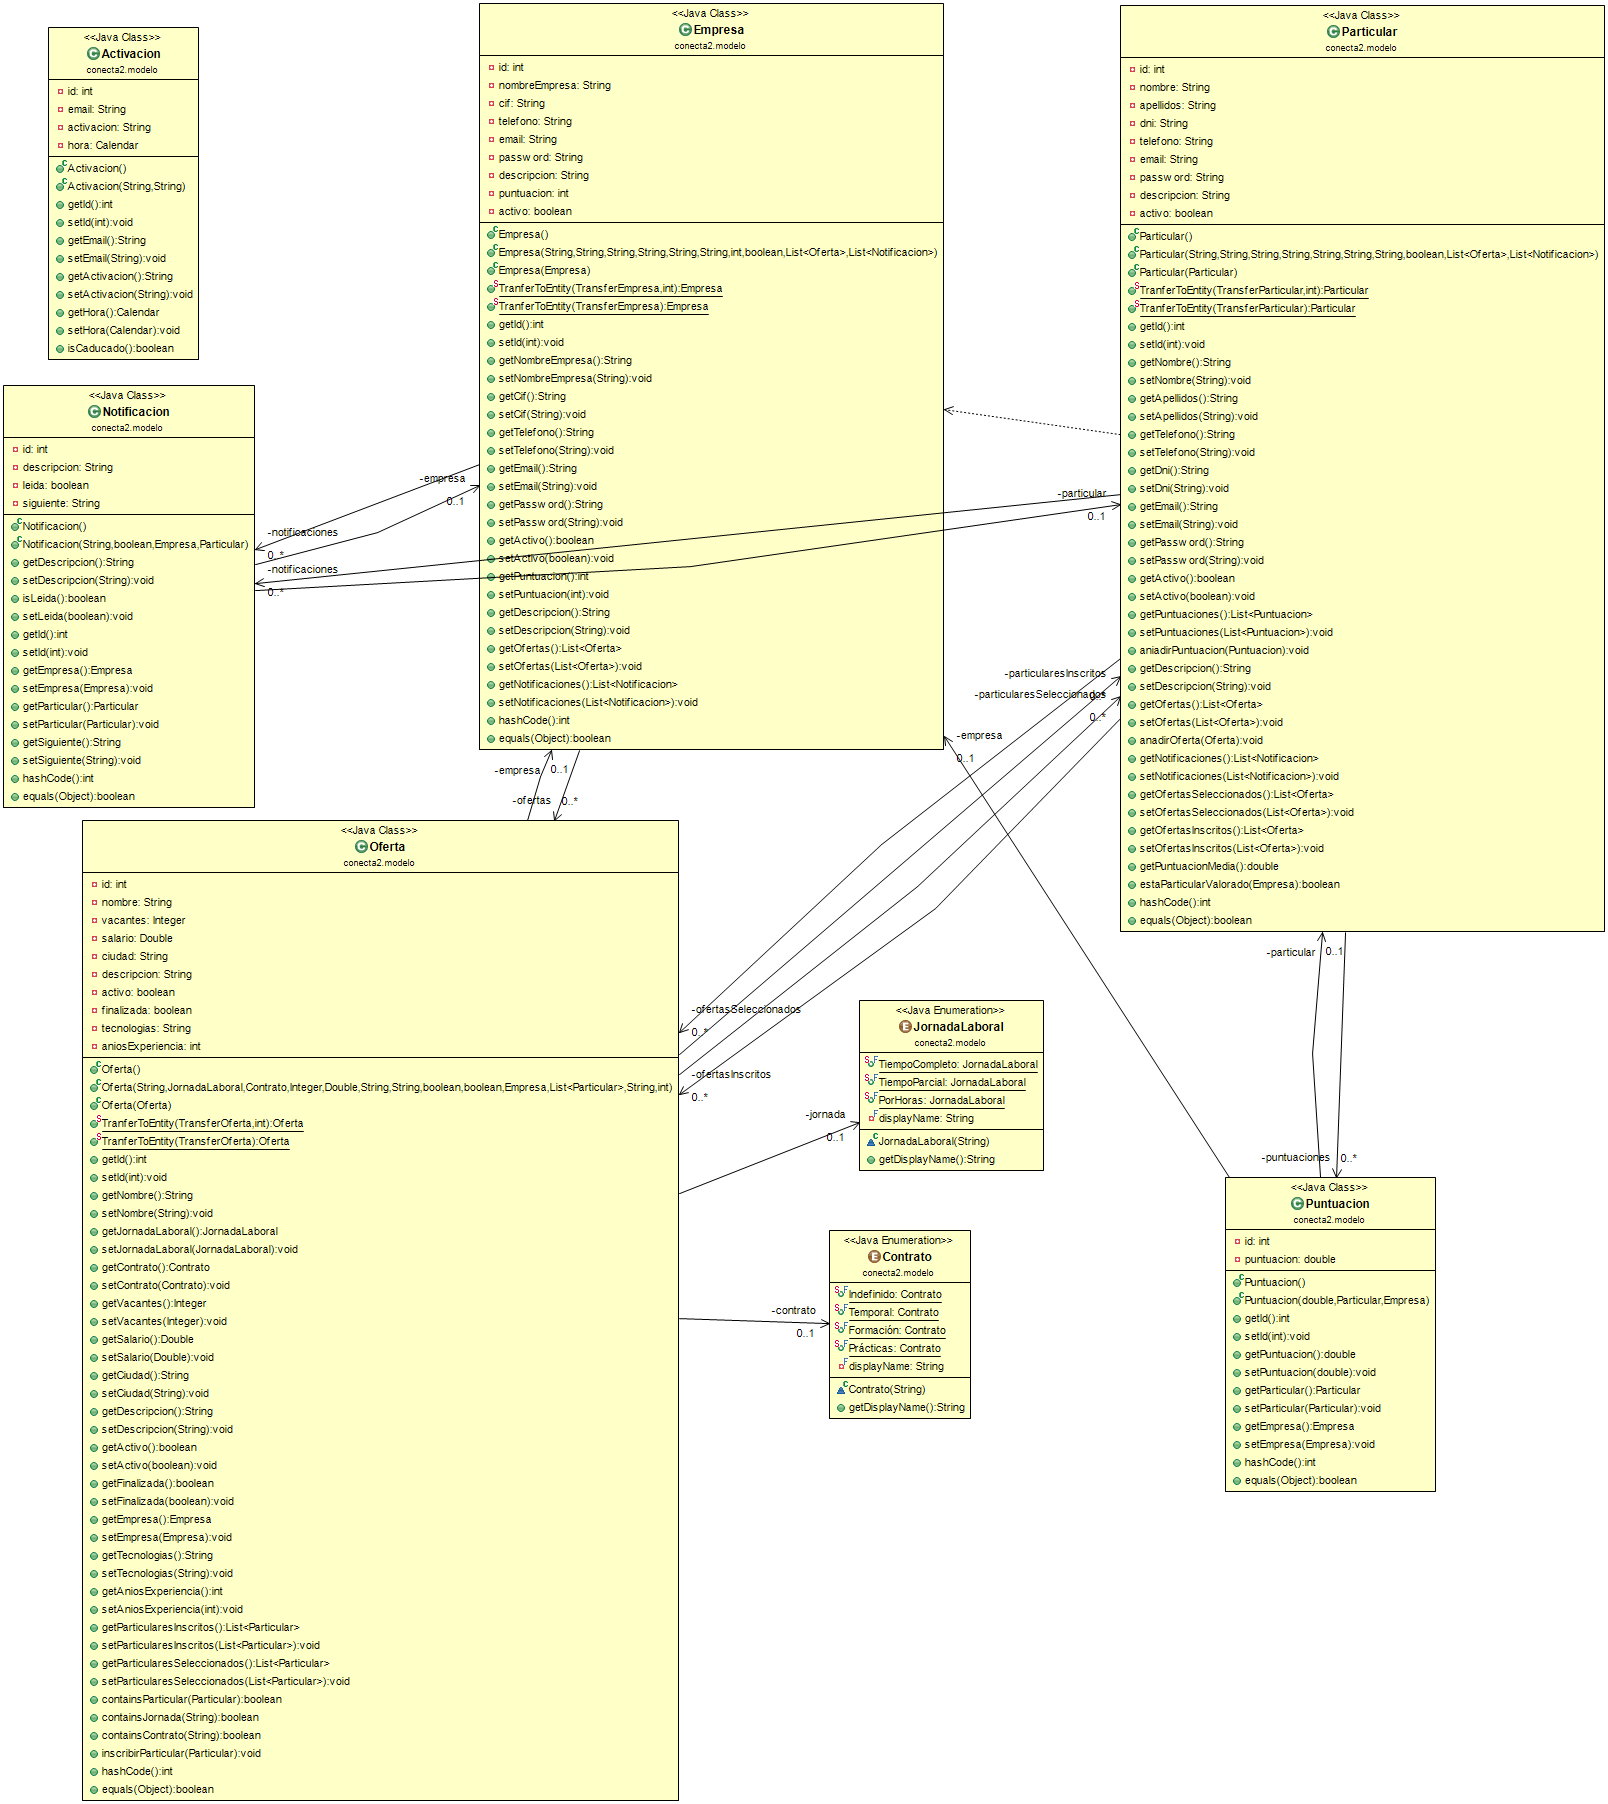 <<Java Class>>
Activacion
conecta2.modelo
id: int
email: String
activacion: String
hora: Calendar
Activacion()
Activacion(String,String)
getId():int
setId(int):void
getEmail():String
setEmail(String):void
getActivacion():String
setActivacion(String):void
getHora():Calendar
setHora(Calendar):void
isCaducado():boolean
<<Java Class>>
Empresa
conecta2.modelo
id: int
nombreEmpresa: String
cif: String
telefono: String
email: String
password: String
descripcion: String
puntuacion: int
activo: boolean
Empresa()
Empresa(String,String,String,String,String,String,int,boolean,List<Oferta>,List<Notificacion>)
Empresa(Empresa)
TranferToEntity(TransferEmpresa,int):Empresa
TranferToEntity(TransferEmpresa):Empresa
getId():int
setId(int):void
getNombreEmpresa():String
setNombreEmpresa(String):void
getCif():String
setCif(String):void
getTelefono():String
setTelefono(String):void
getEmail():String
setEmail(String):void
getPassword():String
setPassword(String):void
getActivo():boolean
setActivo(boolean):void
getPuntuacion():int
setPuntuacion(int):void
getDescripcion():String
setDescripcion(String):void
getOfertas():List<Oferta>
setOfertas(List<Oferta>):void
getNotificaciones():List<Notificacion>
setNotificaciones(List<Notificacion>):void
hashCode():int
equals(Object):boolean
<<Java Class>>
Particular
conecta2.modelo
id: int
nombre: String
apellidos: String
dni: String
telefono: String
email: String
password: String
descripcion: String
activo: boolean
Particular()
Particular(String,String,String,String,String,String,String,boolean,List<Oferta>,List<Notificacion>)
Particular(Particular)
TranferToEntity(TransferParticular,int):Particular
TranferToEntity(TransferParticular):Particular
getId():int
setId(int):void
getNombre():String
setNombre(String):void
getApellidos():String
setApellidos(String):void
getTelefono():String
setTelefono(String):void
getDni():String
setDni(String):void
getEmail():String
setEmail(String):void
getPassword():String
setPassword(String):void
getActivo():boolean
setActivo(boolean):void
getPuntuaciones():List<Puntuacion>
setPuntuaciones(List<Puntuacion>):void
aniadirPuntuacion(Puntuacion):void
getDescripcion():String
setDescripcion(String):void
getOfertas():List<Oferta>
setOfertas(List<Oferta>):void
anadirOferta(Oferta):void
getNotificaciones():List<Notificacion>
setNotificaciones(List<Notificacion>):void
getOfertasSeleccionados():List<Oferta>
setOfertasSeleccionados(List<Oferta>):void
getOfertasInscritos():List<Oferta>
setOfertasInscritos(List<Oferta>):void
getPuntuacionMedia():double
estaParticularValorado(Empresa):boolean
hashCode():int
equals(Object):boolean
<<Java Class>>
Notificacion
conecta2.modelo
id: int
descripcion: String
leida: boolean
siguiente: String
Notificacion()
Notificacion(String,boolean,Empresa,Particular)
getDescripcion():String
setDescripcion(String):void
isLeida():boolean
setLeida(boolean):void
getId():int
setId(int):void
getEmpresa():Empresa
setEmpresa(Empresa):void
getParticular():Particular
setParticular(Particular):void
getSiguiente():String
setSiguiente(String):void
hashCode():int
equals(Object):boolean
-empresa
0..1
-notificaciones
0..*
-notificaciones
0..*
-particular
0..1
-particularesInscritos
0..*
-particularesSeleccionados
0..*
-empresa
0..1
-empresa
0..1
-ofertas
0..*
<<Java Class>>
Oferta
conecta2.modelo
id: int
nombre: String
vacantes: Integer
salario: Double
ciudad: String
descripcion: String
activo: boolean
finalizada: boolean
tecnologias: String
aniosExperiencia: int
Oferta()
Oferta(String,JornadaLaboral,Contrato,Integer,Double,String,String,boolean,boolean,Empresa,List<Particular>,String,int)
Oferta(Oferta)
TranferToEntity(TransferOferta,int):Oferta
TranferToEntity(TransferOferta):Oferta
getId():int
setId(int):void
getNombre():String
setNombre(String):void
getJornadaLaboral():JornadaLaboral
setJornadaLaboral(JornadaLaboral):void
getContrato():Contrato
setContrato(Contrato):void
getVacantes():Integer
setVacantes(Integer):void
getSalario():Double
setSalario(Double):void
getCiudad():String
setCiudad(String):void
getDescripcion():String
setDescripcion(String):void
getActivo():boolean
setActivo(boolean):void
getFinalizada():boolean
setFinalizada(boolean):void
getEmpresa():Empresa
setEmpresa(Empresa):void
getTecnologias():String
setTecnologias(String):void
getAniosExperiencia():int
setAniosExperiencia(int):void
getParticularesInscritos():List<Particular>
setParticularesInscritos(List<Particular>):void
getParticularesSeleccionados():List<Particular>
setParticularesSeleccionados(List<Particular>):void
containsParticular(Particular):boolean
containsJornada(String):boolean
containsContrato(String):boolean
inscribirParticular(Particular):void
hashCode():int
equals(Object):boolean
-ofertasSeleccionados
0..*
-ofertasInscritos
0..*
-jornada
0..1
-contrato
0..1
<<Java Enumeration>>
JornadaLaboral
conecta2.modelo
TiempoCompleto: JornadaLaboral
TiempoParcial: JornadaLaboral
PorHoras: JornadaLaboral
displayName: String
JornadaLaboral(String)
getDisplayName():String
<<Java Enumeration>>
Contrato
conecta2.modelo
Indefinido: Contrato
Temporal: Contrato
Formación: Contrato
Prácticas: Contrato
displayName: String
Contrato(String)
getDisplayName():String
-particular
0..1
-puntuaciones
0..*
<<Java Class>>
Puntuacion
conecta2.modelo
id: int
puntuacion: double
Puntuacion()
Puntuacion(double,Particular,Empresa)
getId():int
setId(int):void
getPuntuacion():double
setPuntuacion(double):void
getParticular():Particular
setParticular(Particular):void
getEmpresa():Empresa
setEmpresa(Empresa):void
hashCode():int
equals(Object):boolean